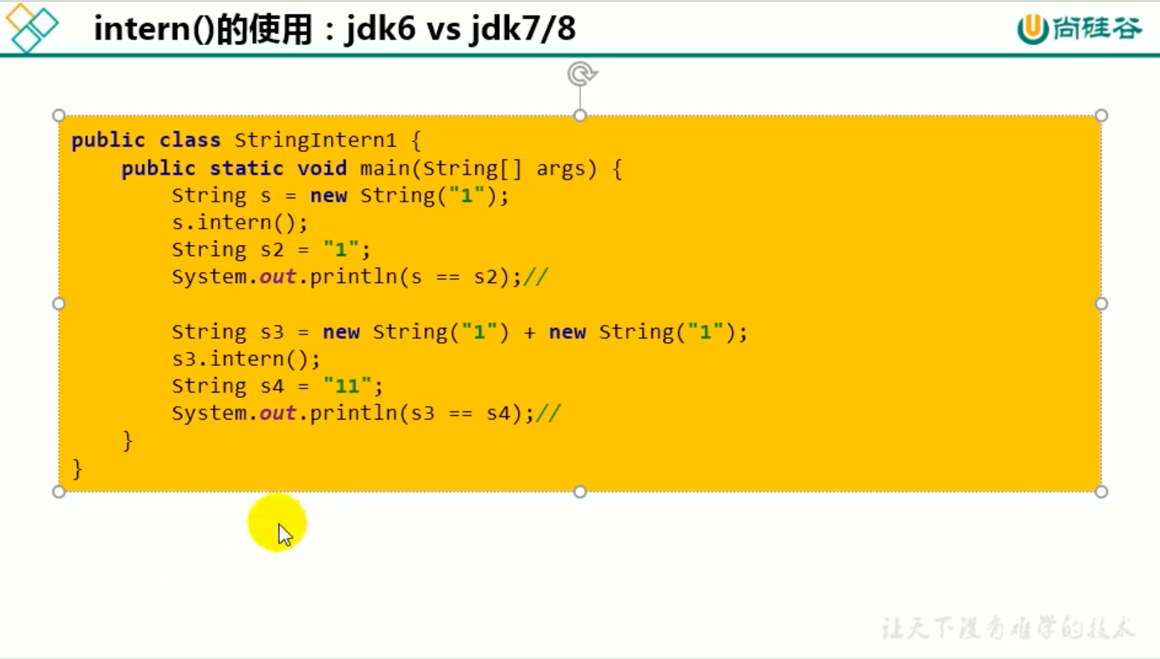 intern()的使用：jdk6 vs jdk7/8
尚硅谷
public class StringIntern1 {
    public static void main(String[] args) {
        String s = new String("1");
        s.intern();
        String s2 = "1";
        System.out.println(s == s2);//
        String s3 = new String("1") + new String("1");
        s3.intern();
        String s4 = "11";
        System.out.println(s3 == s4);//
    }
}
让天下没有难学的技术